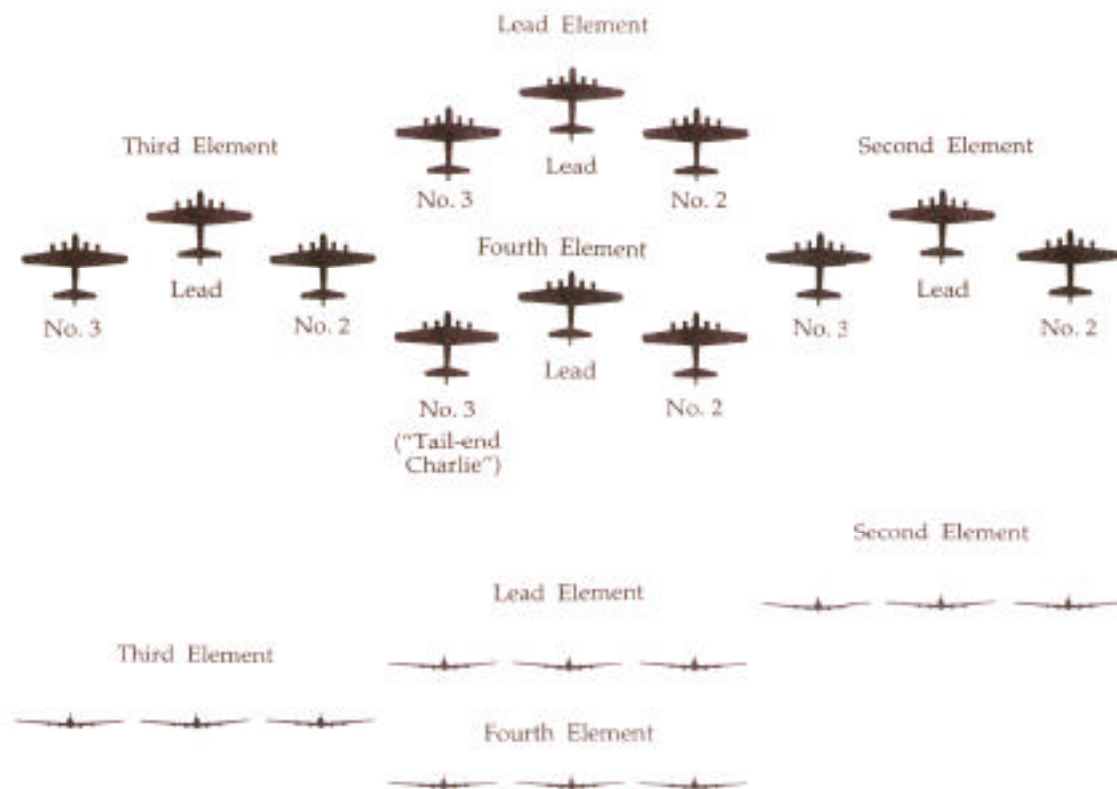 Lead Element
Third Element
Second Element
Lead
No. 3
No. 2
Fourth Element
Lead
Lead
No. 3
No. 2
No. 3
No. 2
Lead
No. 3
No. 2
("Tail-end
Charlie")
Second Element
Lead Element
Third Element
Fourth Element